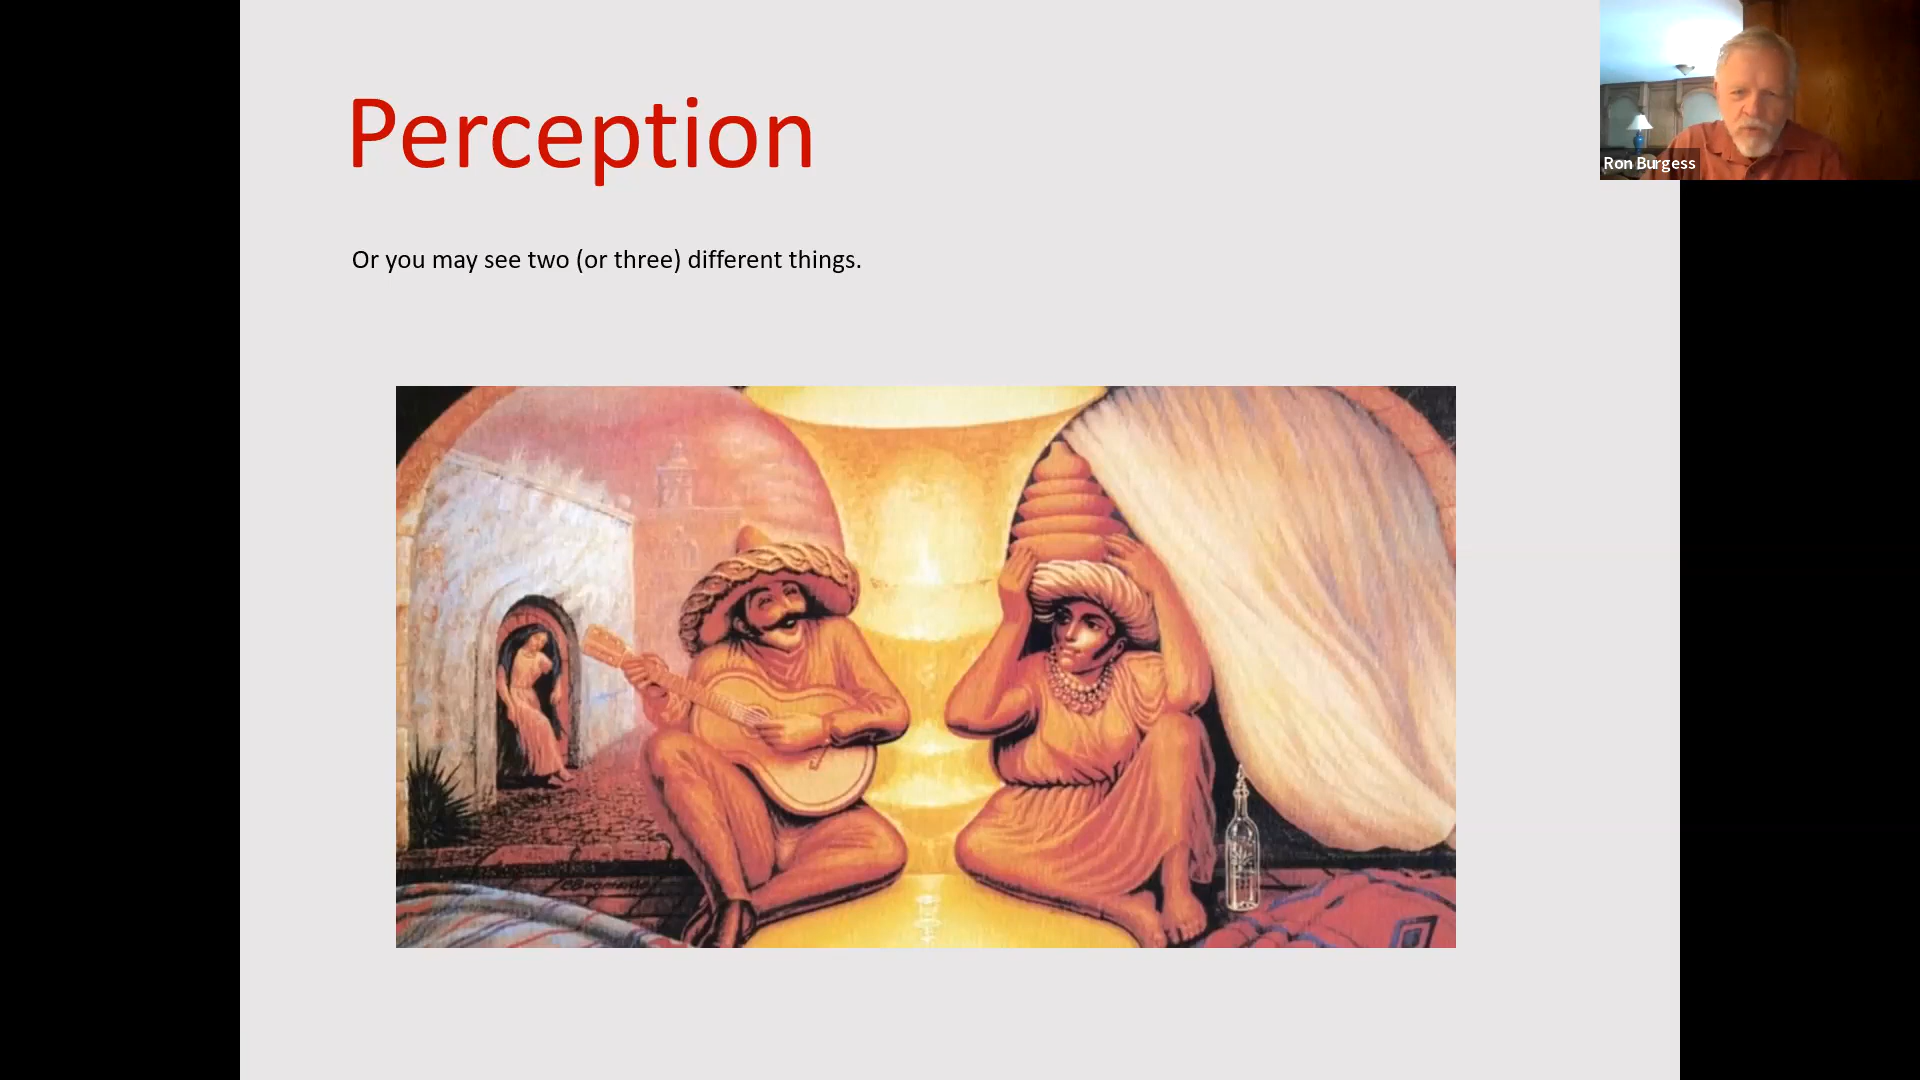 Perception
Or you may see two (or three) different things.
Ron Burgess